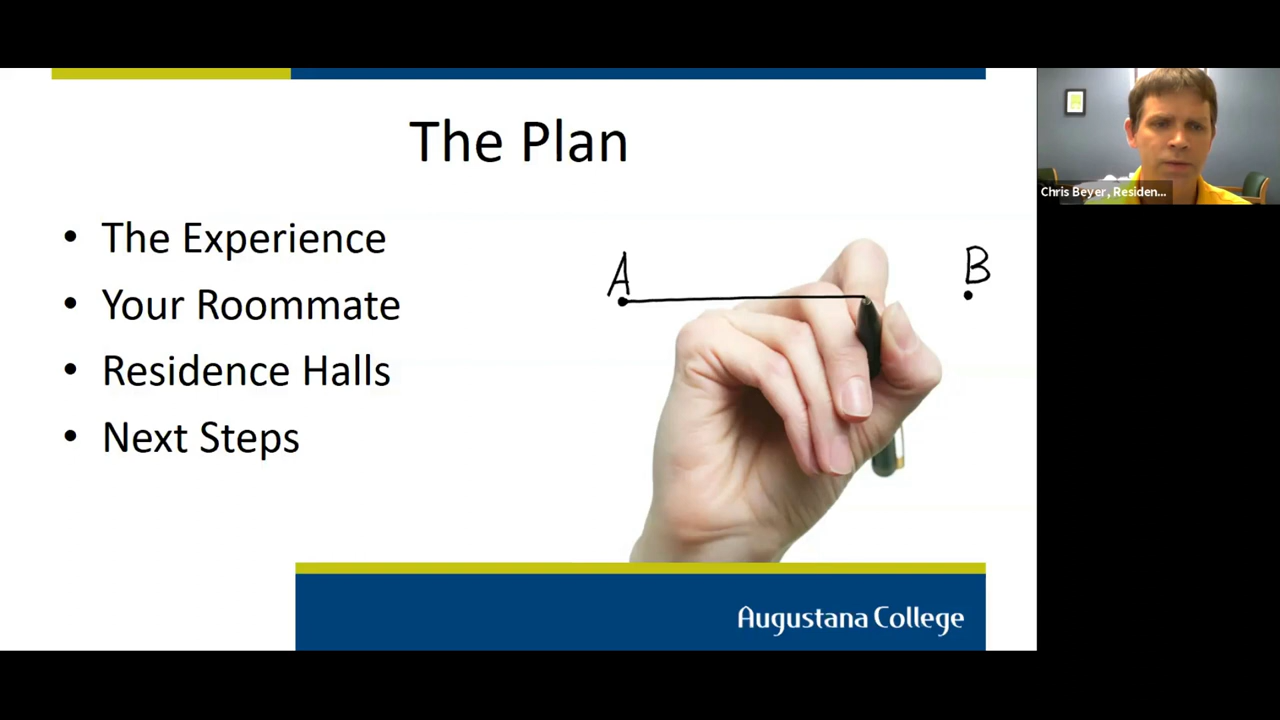 The Plan
• The Experience
• Your Roommate
• Residence Halls
• Next Steps
A
B
Augustana College
Chris Beyer, Residen...